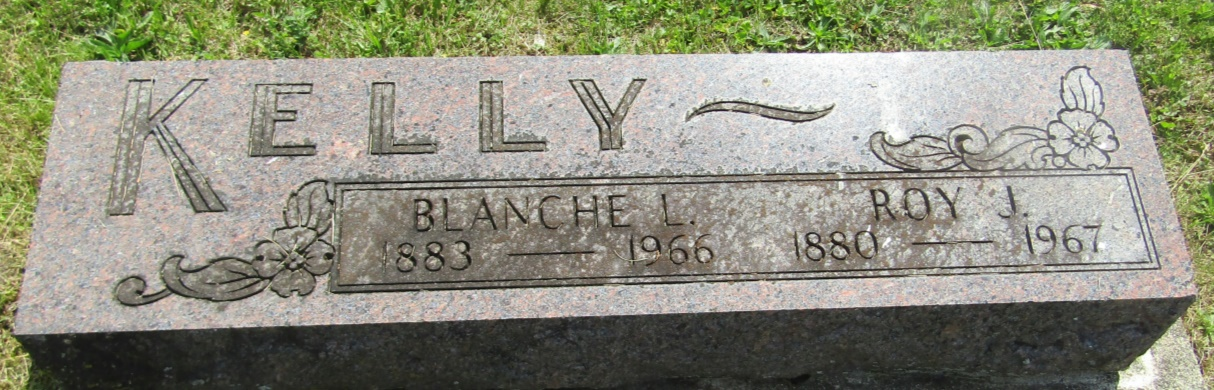 KELLY
BLANCHE L. ROY J.
1883 — 1966 1880 — 1967